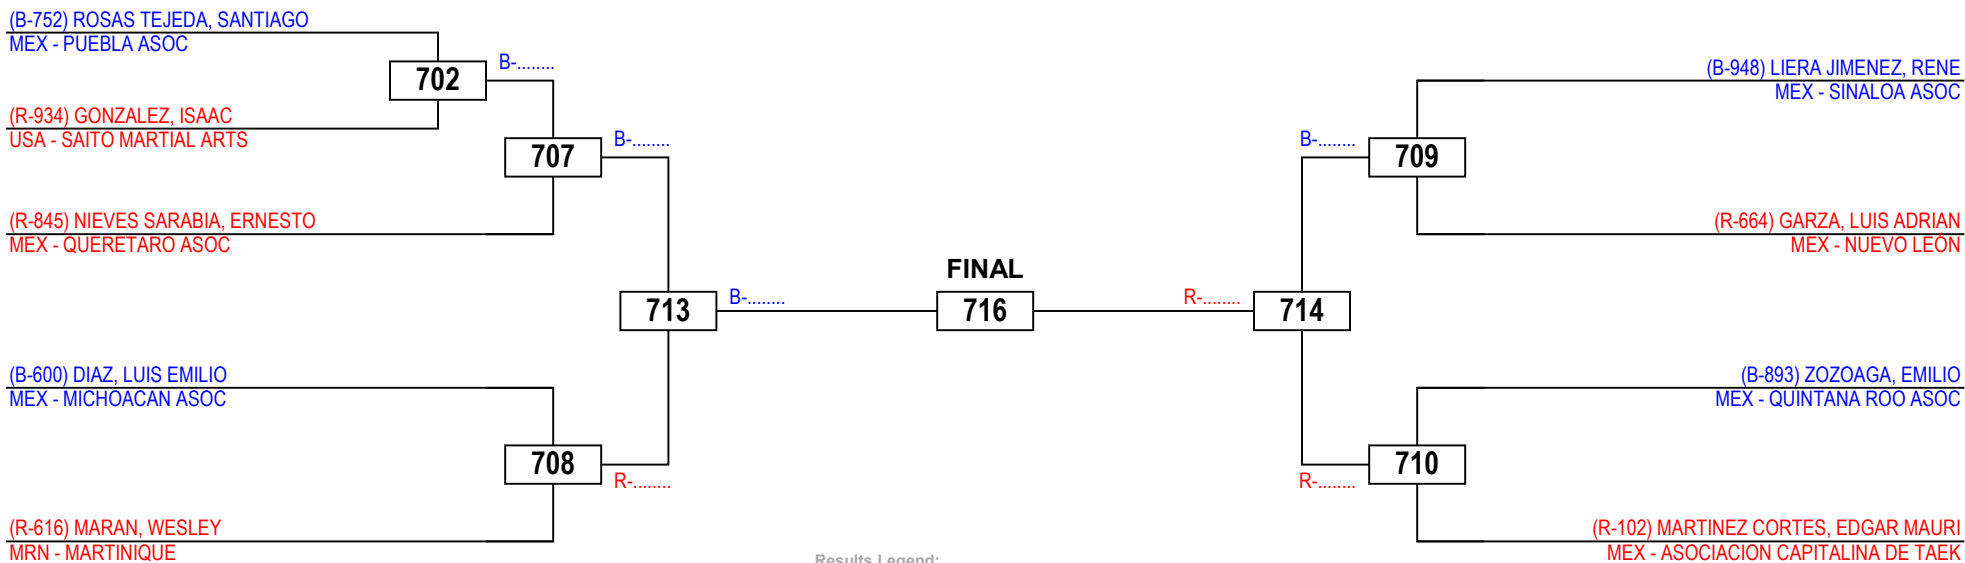 (B-752) ROSAS TEJEDA, SANTIAGO
MEX - PUEBLA ASOC
702
B-........
(R-934) GONZALEZ, ISAAC
USA - SAITO MARTIAL ARTS
707
B-........
(R-845) NIEVES SARABIA, ERNESTO
MEX - QUERETARO ASOC
713
B-........
(B-600) DIAZ, LUIS EMILIO
MEX - MICHOACAN ASOC
708
R-........
(R-616) MARAN, WESLEY
MRN - MARTINIQUE
FINAL
716
(B-948) LIERA JIMENEZ, RENE
MEX - SINALOA ASOC
B-........
709
(R-664) GARZA, LUIS ADRIAN
MEX - NUEVO LEÓN
R-........
714
(B-893) ZOZOAGA, EMILIO
MEX - QUINTANA ROO ASOC
710
R-........
(R-102) MARTINEZ CORTES, EDGAR MAURI
MEX - ASOCIACION CAPITALINA DE TAEK
Results Legend: